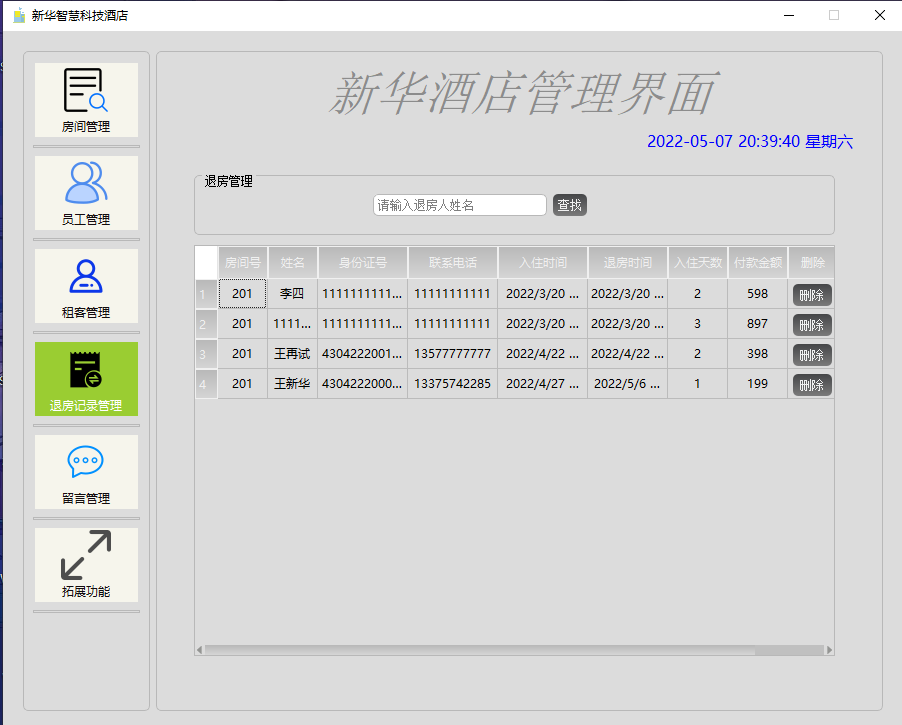 新华智慧科技酒店
房间管理
员工管理
租客管理
退房记录管理
留言管理
拓展功能
新华酒店管理界面
2022-05-07 20:39:40 星期六
退房管理
请输入退房人姓名 查找
房间号 姓名 身份证号 联系电话 入住时间 退房时间 入住天数 付款金额 删除
1 201 李四 1111111111... 11111111111 2022/3/20 ... 2022/3/20 ... 2 598 删除
2 201 1111... 1111111111... 11111111111 2022/3/20 ... 2022/3/20 ... 3 897 删除
3 201 王再试 4304222001... 13577777777 2022/4/22 ... 2022/4/22 ... 2 398 删除
4 201 王新华 4304222000... 13375742285 2022/4/27 ... 2022/5/6 ... 1 199 删除